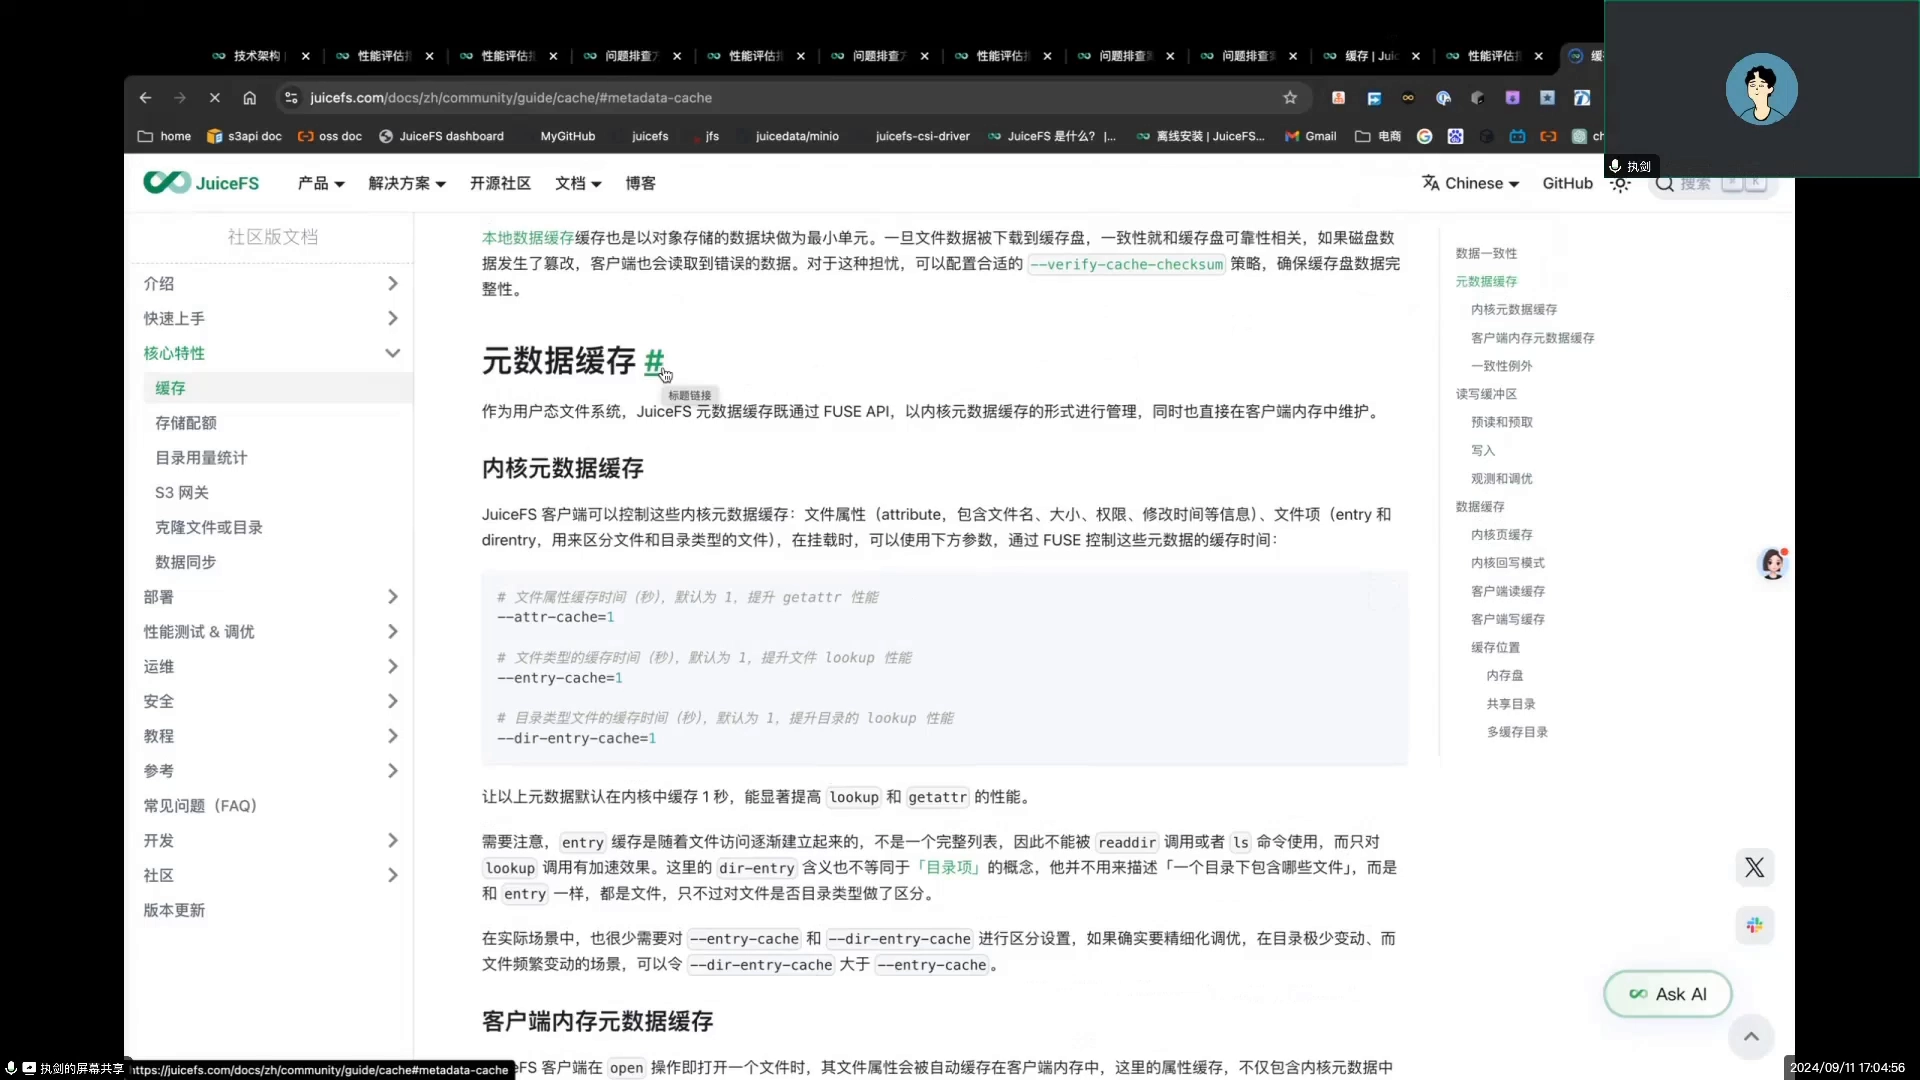 技术架构
性能评估
性能评估
问题排查
性能评估
问题排查
性能评估
问题排查
问题排查
缓存 | Jui
性能评估
juicefs.com/docs/zh/community/guide/cache/#metadata-cache
home s3api doc oss doc JuiceFS dashboard MyGitHub juicefs jfs juicedata/minio juicefs-csi-driver JuiceFS 是什么? |... 离线安装 | JuiceFS... Gmail 电商 ch
执剑
JuiceFS 产品 解决方案 开源社区 文档 博客 Chinese GitHub 搜索 K
社区版文档
介绍
快速上手
核心特性
缓存
存储配额
目录用量统计
S3 网关
克隆文件或目录
数据同步
部署
性能测试 & 调优
运维
安全
教程
参考
常见问题（FAQ）
开发
社区
版本更新
本地数据缓存缓存也是以对象存储的数据块做为最小单元。一旦文件数据被下载到缓存盘，一致性就和缓存盘可靠性相关，如果磁盘数
据发生了篡改，客户端也会读取到错误的数据。对于这种担忧，可以配置合适的 --verify-cache-checksum 策略，确保缓存盘数据完
整性。
元数据缓存 #
标题链接
作为用户态文件系统，JuiceFS 元数据缓存既通过 FUSE API，以内核元数据缓存的形式进行管理，同时也直接在客户端内存中维护。
内核元数据缓存
JuiceFS 客户端可以控制这些内核元数据缓存：文件属性（attribute，包含文件名、大小、权限、修改时间等信息）、文件项（entry 和
direntry，用来区分文件和目录类型的文件），在挂载时，可以使用下方参数，通过 FUSE 控制这些元数据的缓存时间：
# 文件属性缓存时间（秒），默认为 1，提升 getattr 性能
--attr-cache=1
# 文件类型的缓存时间（秒），默认为 1，提升文件 lookup 性能
--entry-cache=1
# 目录类型文件的缓存时间（秒），默认为 1，提升目录的 lookup 性能
--dir-entry-cache=1
让以上元数据默认在内核中缓存 1 秒，能显著提高 lookup 和 getattr 的性能。
需要注意，entry 缓存是随着文件访问逐渐建立起来的，不是一个完整列表，因此不能被 readdir 调用或者 ls 命令使用，而只对
lookup 调用有加速效果。这里的 dir-entry 含义也不等同于「目录项」的概念，他并不用来描述「一个目录下包含哪些文件」，而是
和 entry 一样，都是文件，只不过对文件是否目录类型做了区分。
在实际场景中，也很少需要对 --entry-cache 和 --dir-entry-cache 进行区分设置，如果确实要精细化调优，在目录极少变动、而
文件频繁变动的场景，可以令 --dir-entry-cache 大于 --entry-cache。
客户端内存元数据缓存
eFS 客户端在 open 操作即打开一个文件时，其文件属性会被自动缓存在客户端内存中，这里的属性缓存，不仅包含内核元数据中
数据一致性
元数据缓存
内核元数据缓存
客户端内存元数据缓存
一致性例外
读写缓冲区
预读和预取
写入
观测和调优
数据缓存
内核页缓存
内核回写模式
客户端读缓存
客户端写缓存
缓存位置
内存盘
共享目录
多缓存目录
Ask AI
执剑的屏幕共享
https://juicefs.com/docs/zh/community/guide/cache#metadata-cache
2024/09/11 17:04:56